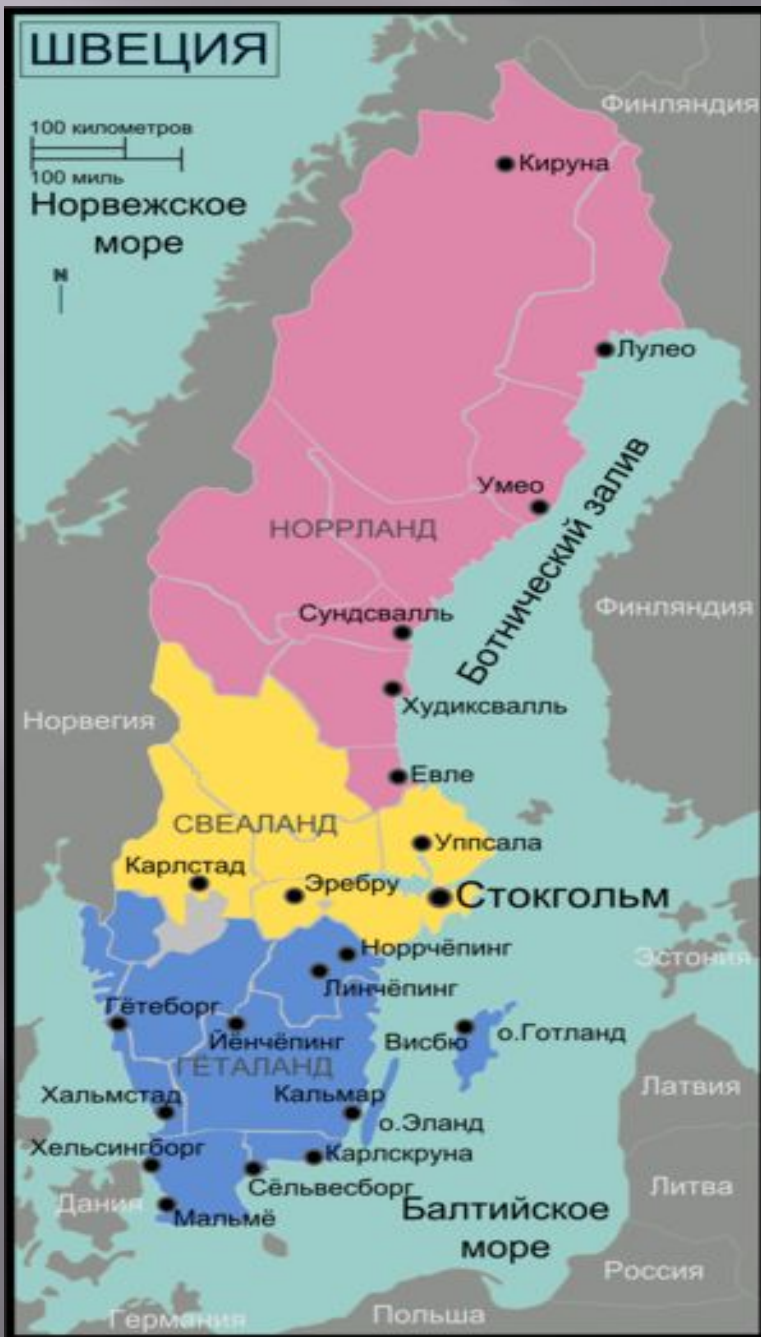 ШВЕЦИЯ
Финляндия
100 километров
100 миль
Кируна
Норвежское
море
N
Лулео
Умео
НОРРЛАНД
Ботнический залив
Финляндия
Сундсвалль
Худиксвалль
Норвегия
Евле
СВЕАЛАНД
Уппсала
Карлстад
Эребру
Стокгольм
Норрчёпинг
Эстония
Линчёпинг
Гётеборг
Йёнчёпинг
Висбю
о.Готланд
ГЁТАЛАНД
Латвия
Хальмстад
Кальмар
о.Эланд
Хельсингборг
Карлскруна
Сёльвесборг
Литва
Дания
Мальмё
Балтийское
море
Россия
Германия
Польша